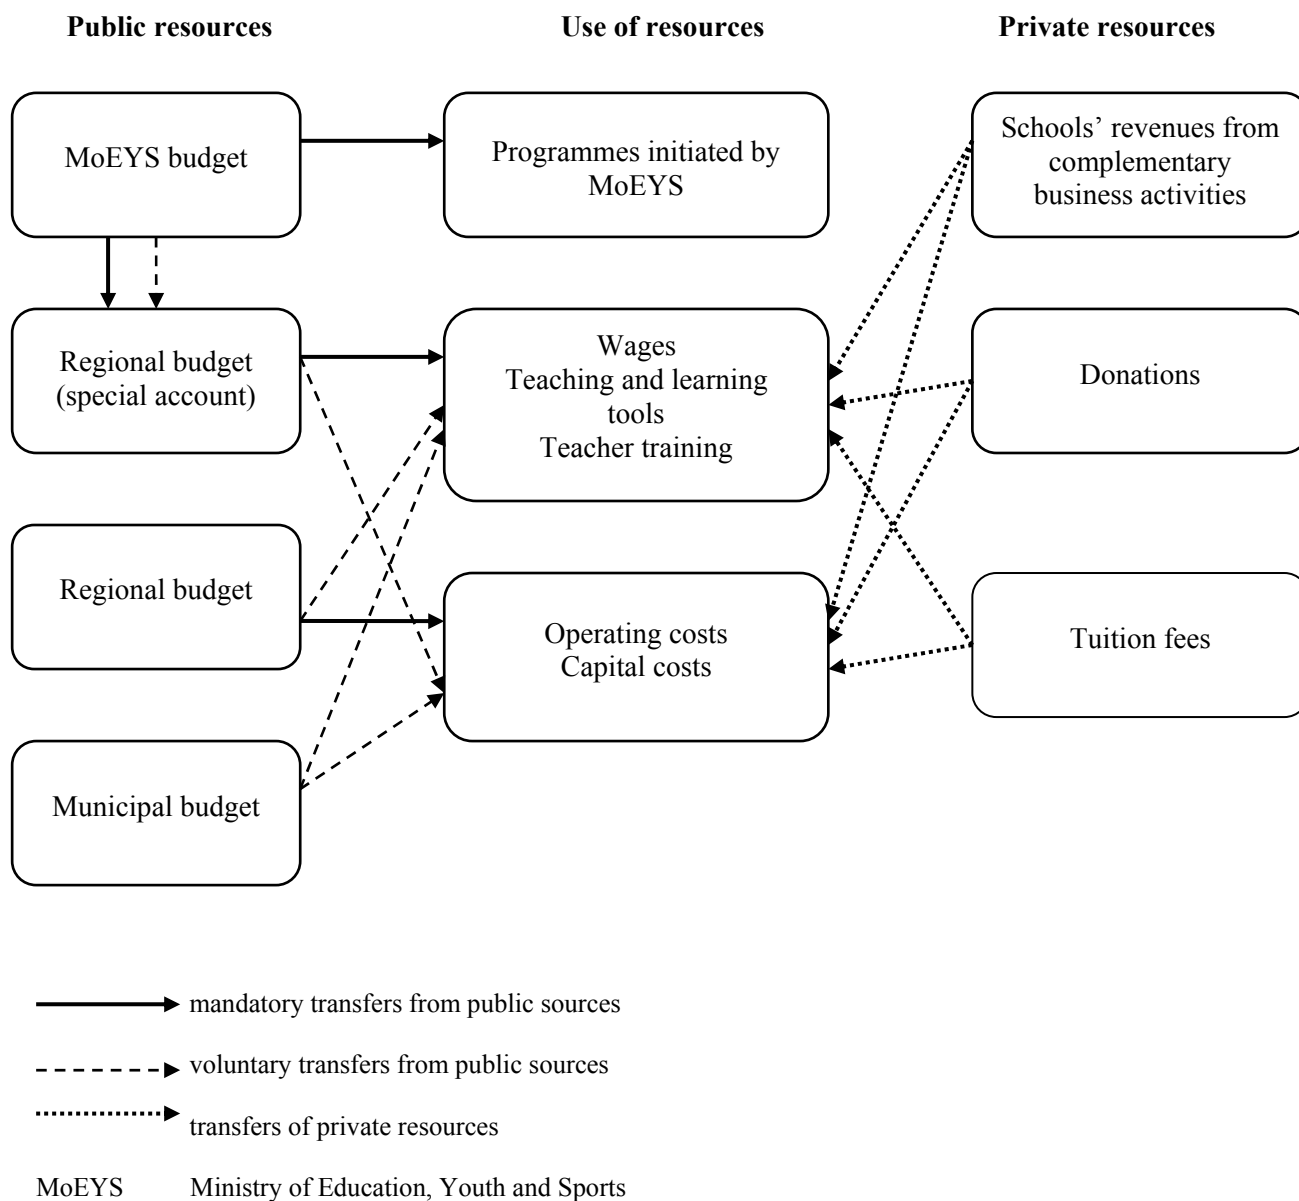 Public resources
Use of resources
Private resources
MoEYS budget
Programmes initiated by
MoEYS
Schools’ revenues from
complementary
business activities
Regional budget
(special account)
Wages
Teaching and learning
tools
Teacher training
Donations
Regional budget
Operating costs
Capital costs
Tuition fees
Municipal budget
mandatory transfers from public sources
voluntary transfers from public sources
transfers of private resources
MoEYS Ministry of Education, Youth and Sports